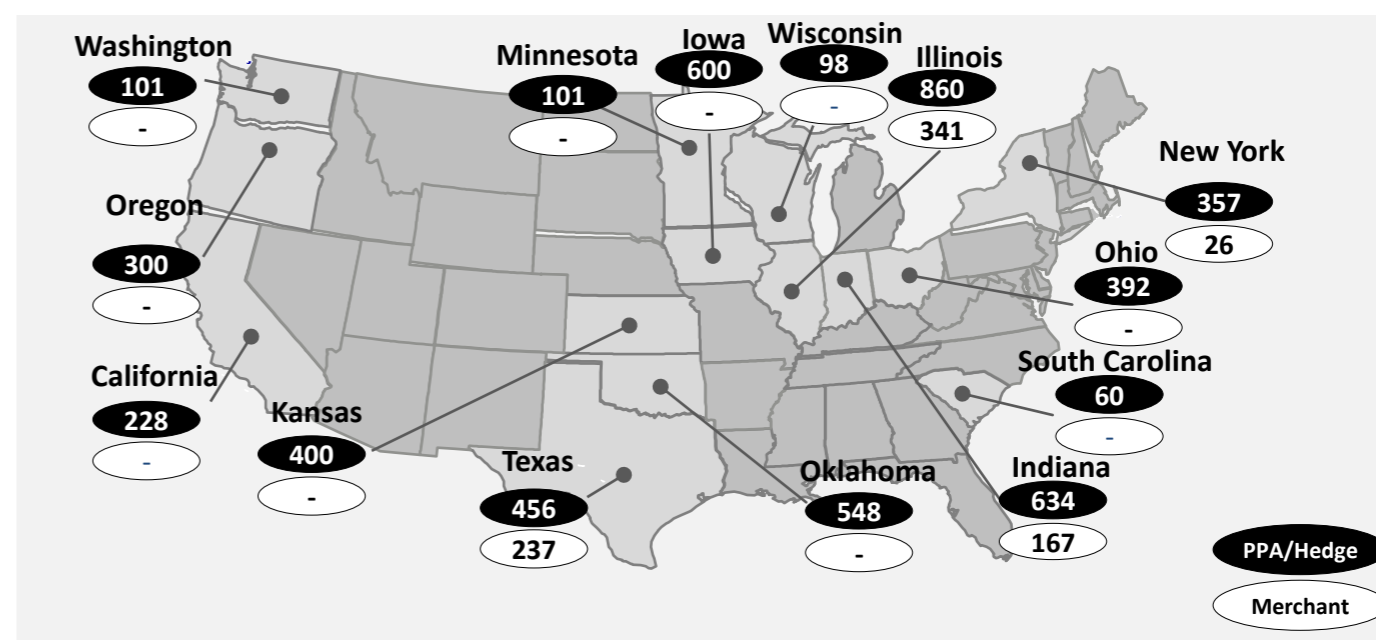 Washington
101
-
Minnesota
101
-
Iowa
600
-
Wisconsin
98
-
Illinois
860
341
New York
357
26
Oregon
300
-
Ohio
392
-
California
228
-
Kansas
400
-
South Carolina
60
-
Texas
456
237
Oklahoma
548
-
Indiana
634
167
PPA/Hedge
Merchant